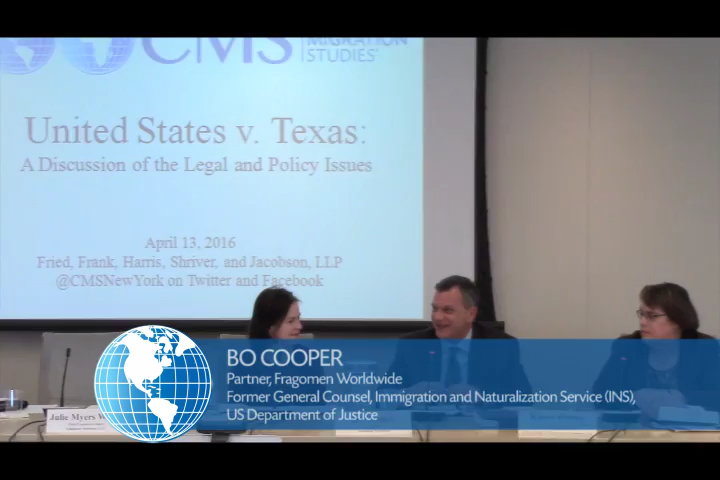 CMS
MIGRATION
STUDIES
United States v. Texas:
A Discussion of the Legal and Policy Issues
April 13, 2016
Fried, Frank, Harris, Shriver, and Jacobson, LLP
@CMSNewYork on Twitter and Facebook
BO COOPER
Partner, Fragomen Worldwide
Former General Counsel, Immigration and Naturalization Service (INS),
US Department of Justice
Julie Myers